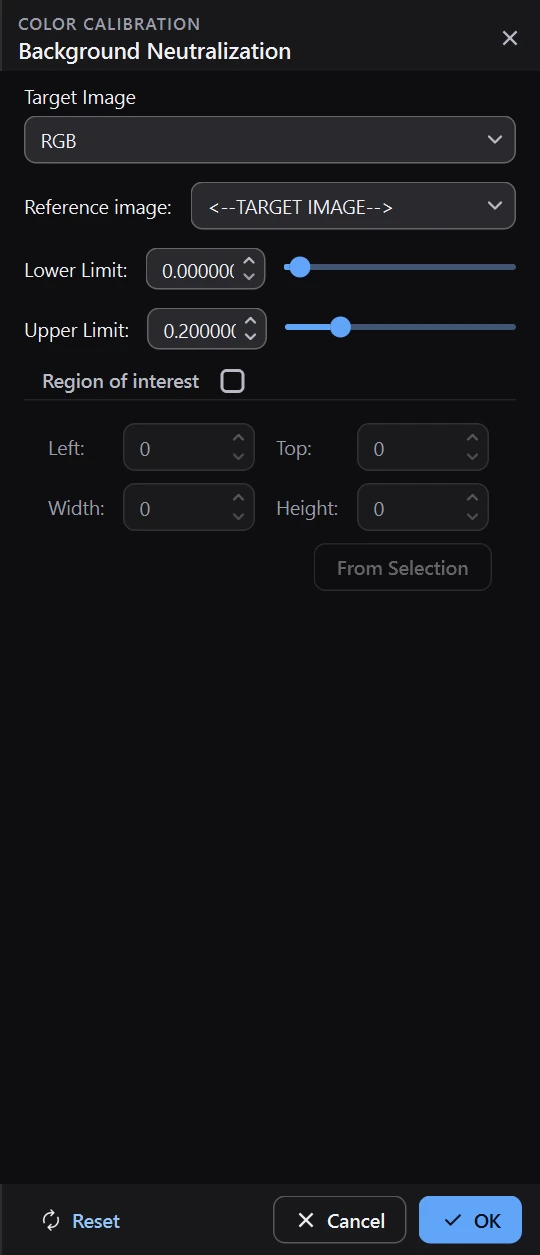 COLOR CALIBRATION
Background Neutralization
Target Image
RGB
Reference image: <--TARGET IMAGE-->
Lower Limit: 0.000000
Upper Limit: 0.200000
Region of interest
Left: 0 Top: 0
Width: 0 Height: 0
From Selection
Reset Cancel OK